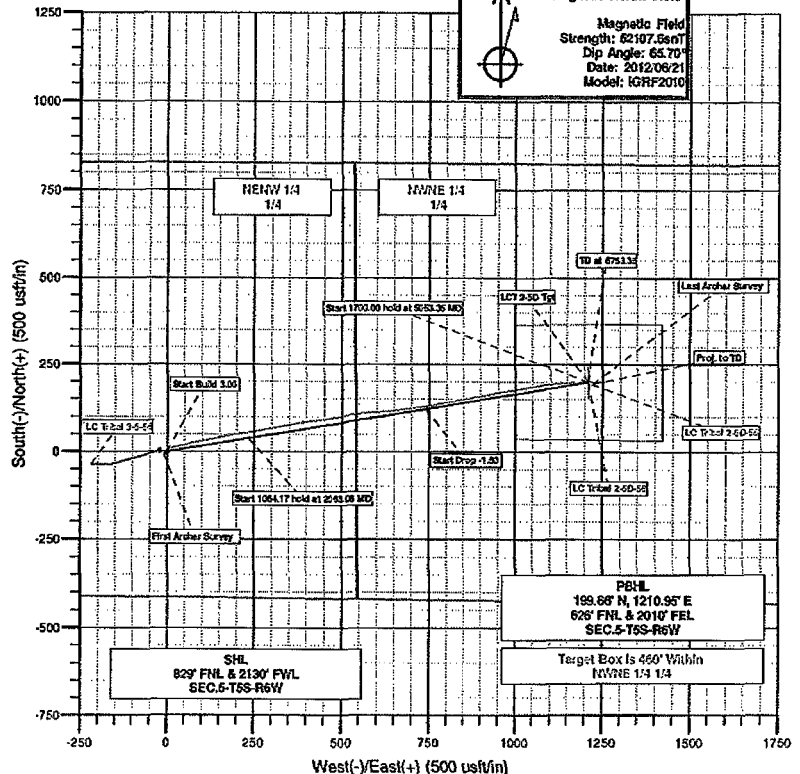 Magnetic Field
Strength: 52107.6snT
Dip Angle: 65.70°
Date: 2012/06/21
Model: IGRF2010
1250
1000
750
500
250
0
-250
-500
-750
South(-)/North(+) (500 usft/in)
NENW 1/4
1/4
NWNE 1/4
1/4
TD at 6753.35
LCT 2-5D Tgt
Last Archer Survey
Start 1700.00 hold at 5053.35 MD
Proj. to TD
Start Build 3.00
LC Tribal 3-5-56
LC Tribal 2-5D-56
Start Drop -1.50
Start 1064.17 hold at 2063.08 MD
LC Tribal 2-5D-56
First Archer Survey
PBHL
199.66' N, 1210.95' E
626' FNL & 2010' FEL
SEC.5-T5S-R6W
SHL
829' FNL & 2130' FWL
SEC.5-T5S-R6W
Target Box is 460' Within
NWNE 1/4 1/4
-250
0
250
500
750
1000
1250
1500
1750
West(-)/East(+) (500 usft/in)